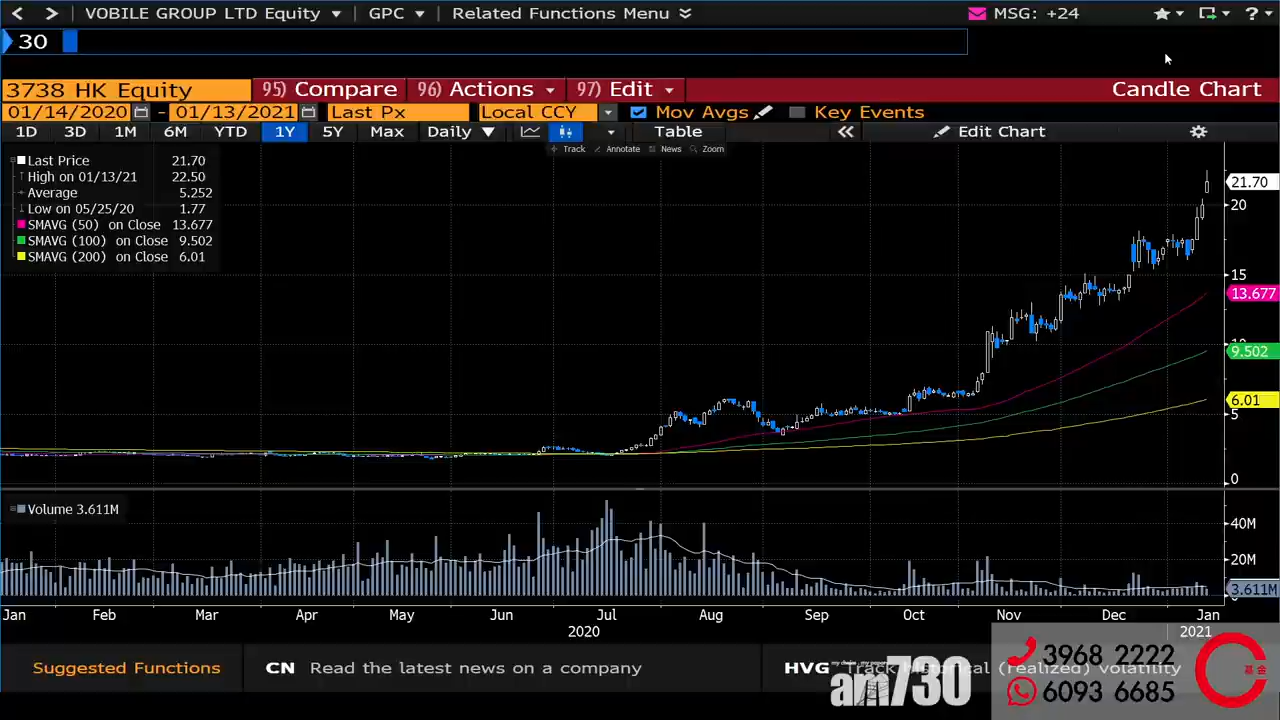 VOBILE GROUP LTD Equity GPC Related Functions Menu MSG: +24 ?
30
3738 HK Equity 95) Compare 96) Actions 97) Edit Candle Chart
01/14/2020 - 01/13/2021 Last Px Local CCY Mov Avgs Key Events
1D 3D 1M 6M YTD 1Y 5Y Max Daily Table Edit Chart
Track Annotate News Zoom
Last Price 21.70
High on 01/13/21 22.50
Average 5.252
Low on 05/25/20 1.77
SMAVG (50) on Close 13.677
SMAVG (100) on Close 9.502
SMAVG (200) on Close 6.01
21.70
20
15
13.677
9.502
6.01
5
0
Volume 3.611M
40M
20M
3.611M
Jan Feb Mar Apr May Jun Jul Aug Sep Oct Nov Dec Jan
2020 2021
Suggested Functions CN Read the latest news on a company HVG Track historical (realized) volatility
am730
3968 2222
6093 6685
基金